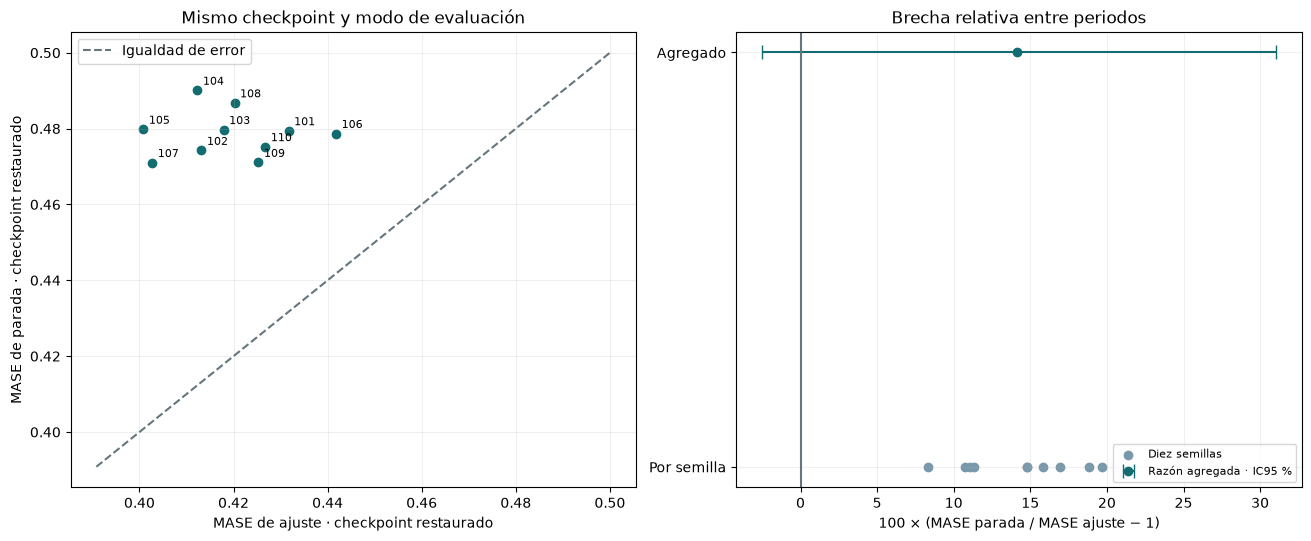 Mismo checkpoint y modo de evaluación
Igualdad de error
104
108
105
103
101
106
102
110
107
109
0.50
0.48
0.46
0.44
0.42
0.40
MASE de parada · checkpoint restaurado
0.40 0.42 0.44 0.46 0.48 0.50
MASE de ajuste · checkpoint restaurado
Brecha relativa entre periodos
Agregado
Por semilla
Diez semillas
Razón agregada · IC95 %
0 5 10 15 20 25 30
100 × (MASE parada / MASE ajuste − 1)